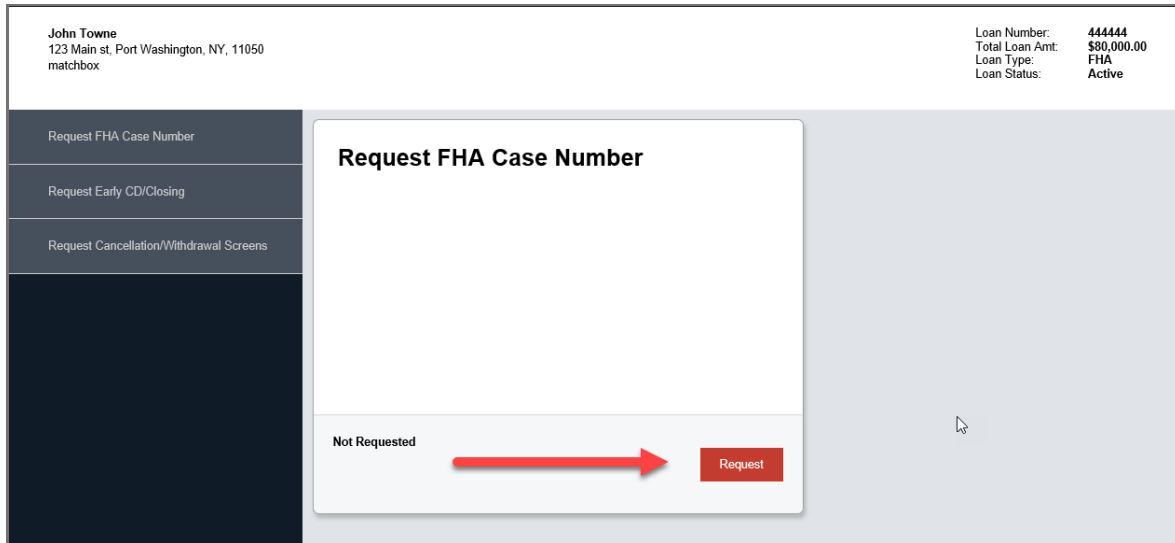 John Towne
123 Main st, Port Washington, NY, 11050
matchbox
Loan Number: 444444
Total Loan Amt: $80,000.00
Loan Type: FHA
Loan Status: Active
Request FHA Case Number
Request Early CD/Closing
Request Cancellation/Withdrawal Screens
Request FHA Case Number
Not Requested
Request